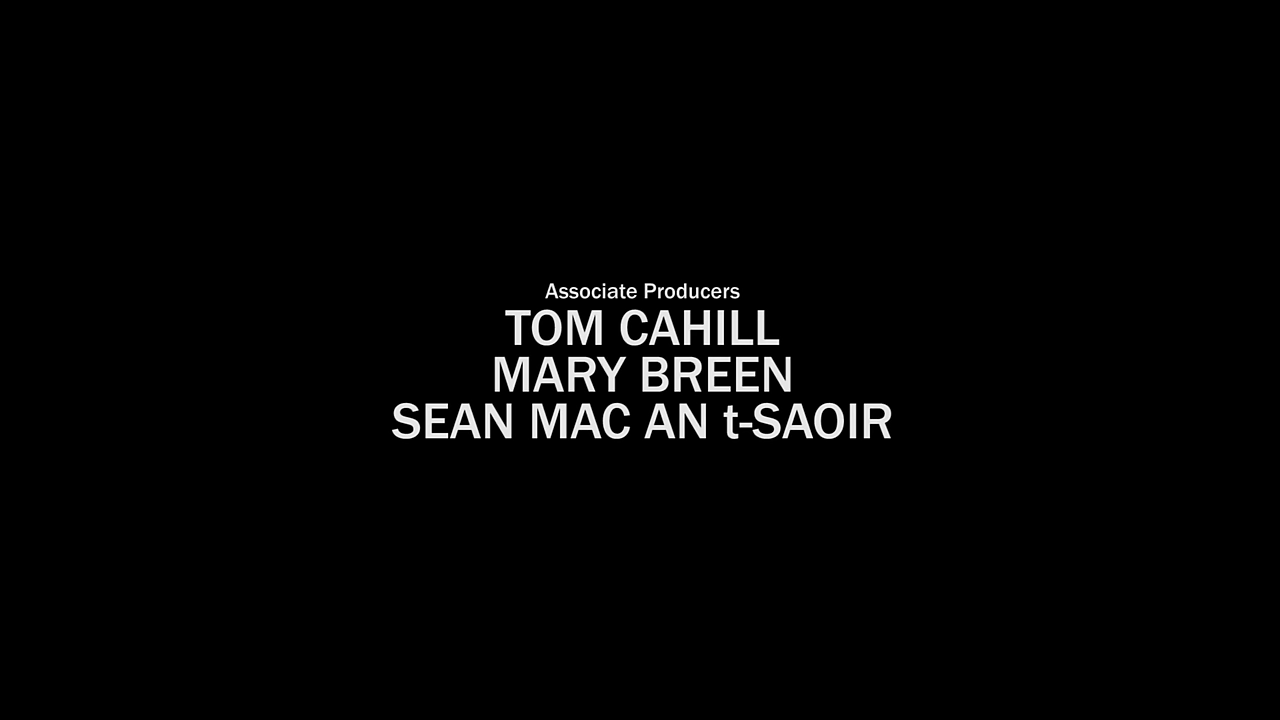 Associate Producers
TOM CAHILL
MARY BREEN
SEAN MAC AN t-SAOIR